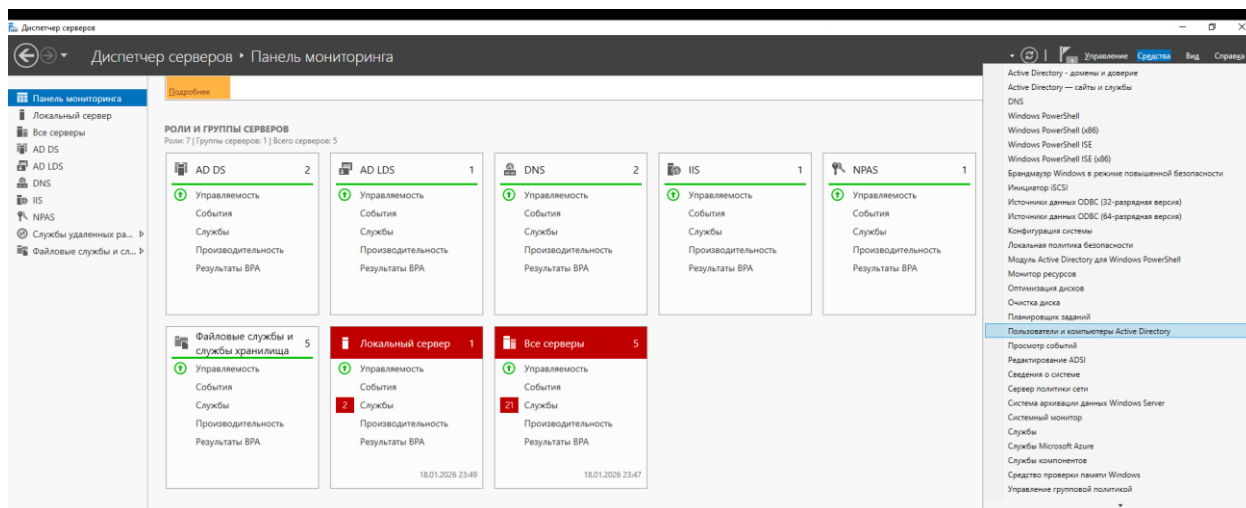 Диспетчер серверов
Диспетчер серверов • Панель мониторинга
1
Управление Средства Вид Справка
Панель мониторинга
Локальный сервер
Все серверы
AD DS
AD LDS
DNS
IIS
NPAS
Службы удаленных ра...
Файловые службы и сл...
Подробнее
РОЛИ И ГРУППЫ СЕРВЕРОВ
Роли: 7 | Группы серверов: 1 | Всего серверов: 5
AD DS 2
Управляемость
События
Службы
Производительность
Результаты BPA
AD LDS 1
Управляемость
События
Службы
Производительность
Результаты BPA
DNS 2
Управляемость
События
Службы
Производительность
Результаты BPA
IIS 1
Управляемость
События
Службы
Производительность
Результаты BPA
NPAS 1
Управляемость
События
Службы
Производительность
Результаты BPA
Файловые службы и
службы хранилища 5
Управляемость
События
Службы
Производительность
Результаты BPA
Локальный сервер 1
Управляемость
События
2 Службы
Производительность
Результаты BPA
18.01.2026 23:49
Все серверы 5
Управляемость
События
21 Службы
Производительность
Результаты BPA
18.01.2026 23:47
Active Directory - домены и доверие
Active Directory — сайты и службы
DNS
Windows PowerShell
Windows PowerShell (x86)
Windows PowerShell ISE
Windows PowerShell ISE (x86)
Брандмауэр Windows в режиме повышенной безопасности
Инициатор iSCSI
Источники данных ODBC (32-разрядная версия)
Источники данных ODBC (64-разрядная версия)
Конфигурация системы
Локальная политика безопасности
Модуль Active Directory для Windows PowerShell
Монитор ресурсов
Оптимизация дисков
Очистка диска
Планировщик заданий
Пользователи и компьютеры Active Directory
Просмотр событий
Редактирование ADSI
Сведения о системе
Сервер политики сети
Система архивации данных Windows Server
Системный монитор
Службы
Службы Microsoft Azure
Службы компонентов
Средство проверки памяти Windows
Управление групповой политикой